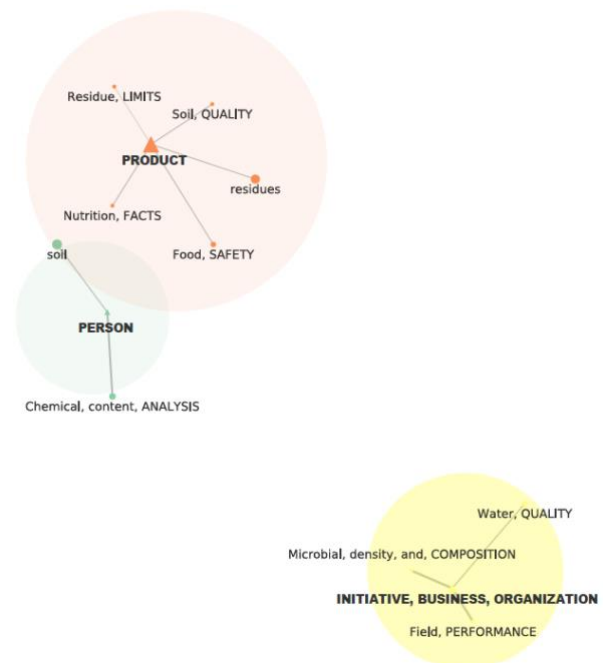 Residue, LIMITS
Soil, QUALITY
PRODUCT
residues
Nutrition, FACTS
soil
Food, SAFETY
PERSON
Chemical, content, ANALYSIS
Water, QUALITY
Microbial, density, and, COMPOSITION
INITIATIVE, BUSINESS, ORGANIZATION
Field, PERFORMANCE